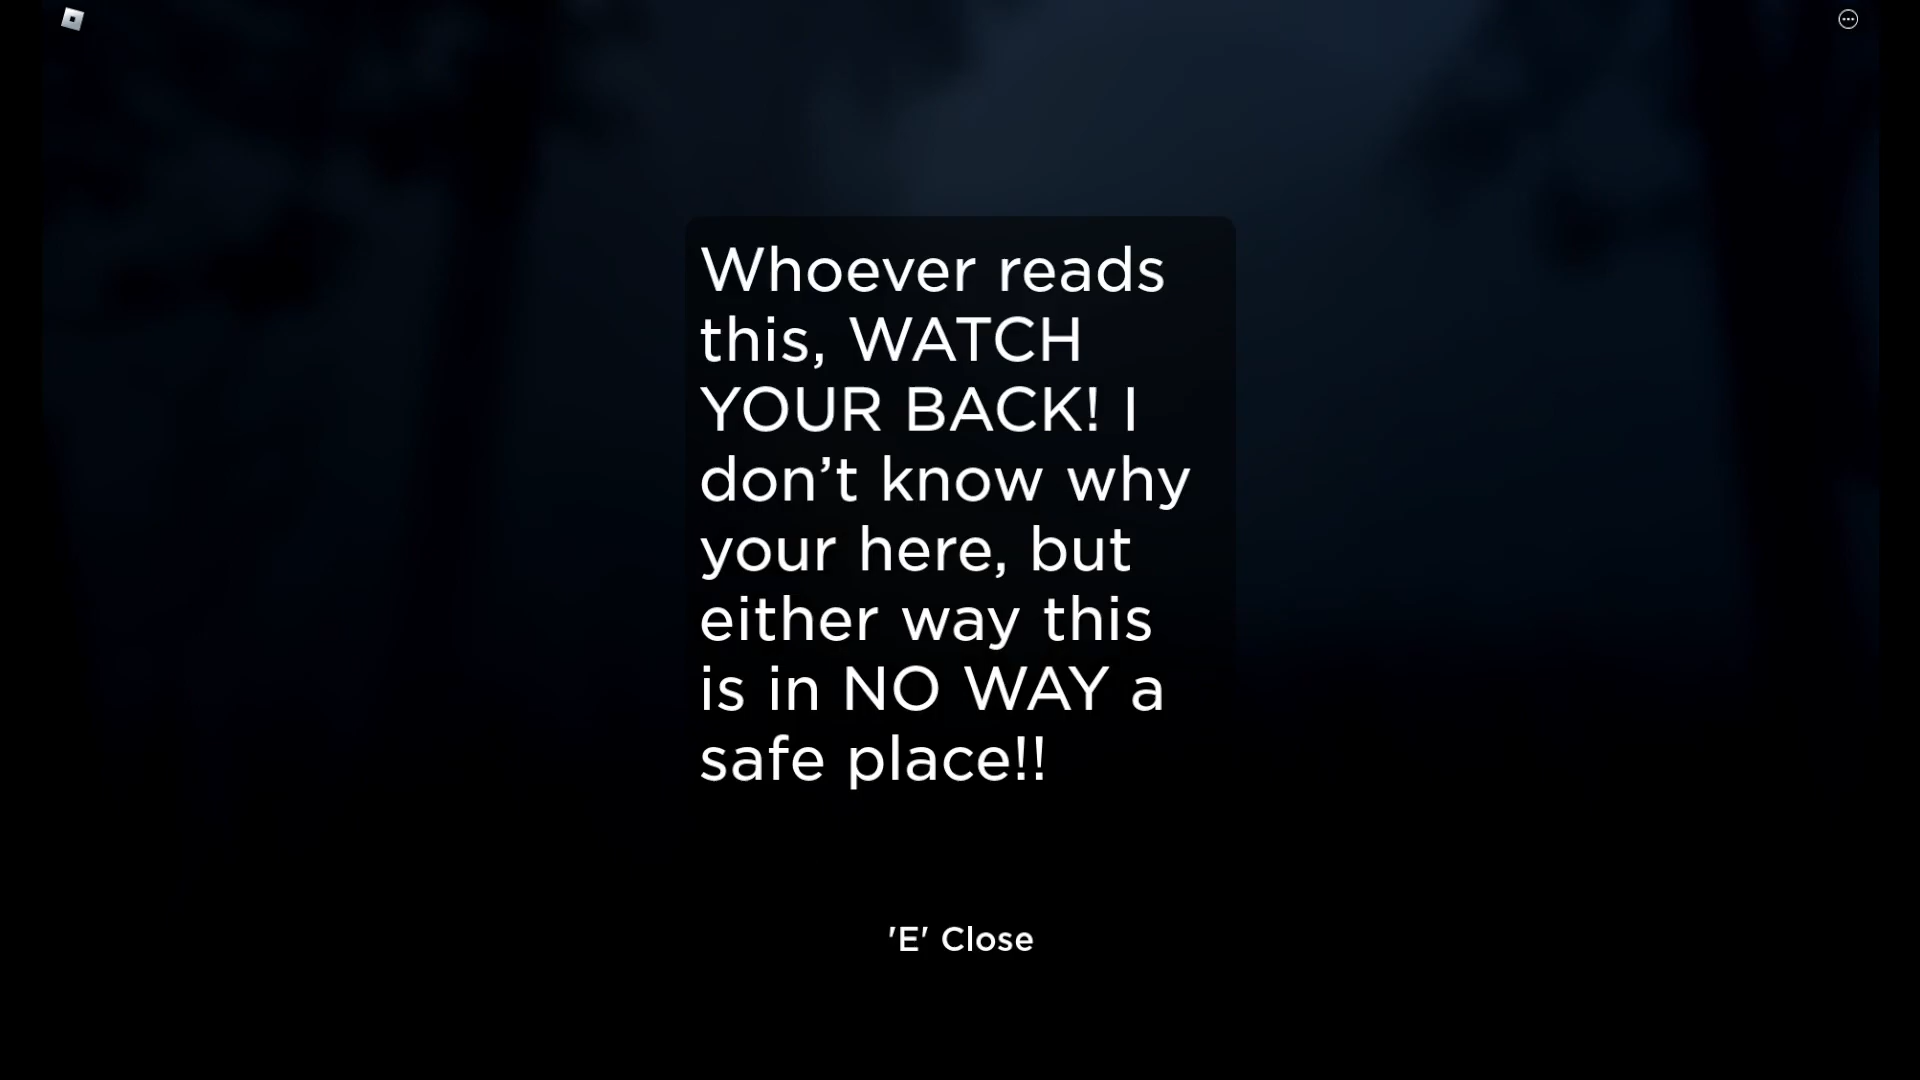 Whoever reads
this, WATCH
YOUR BACK! I
don’t know why
your here, but
either way this
is in NO WAY a
safe place!!
'E' Close